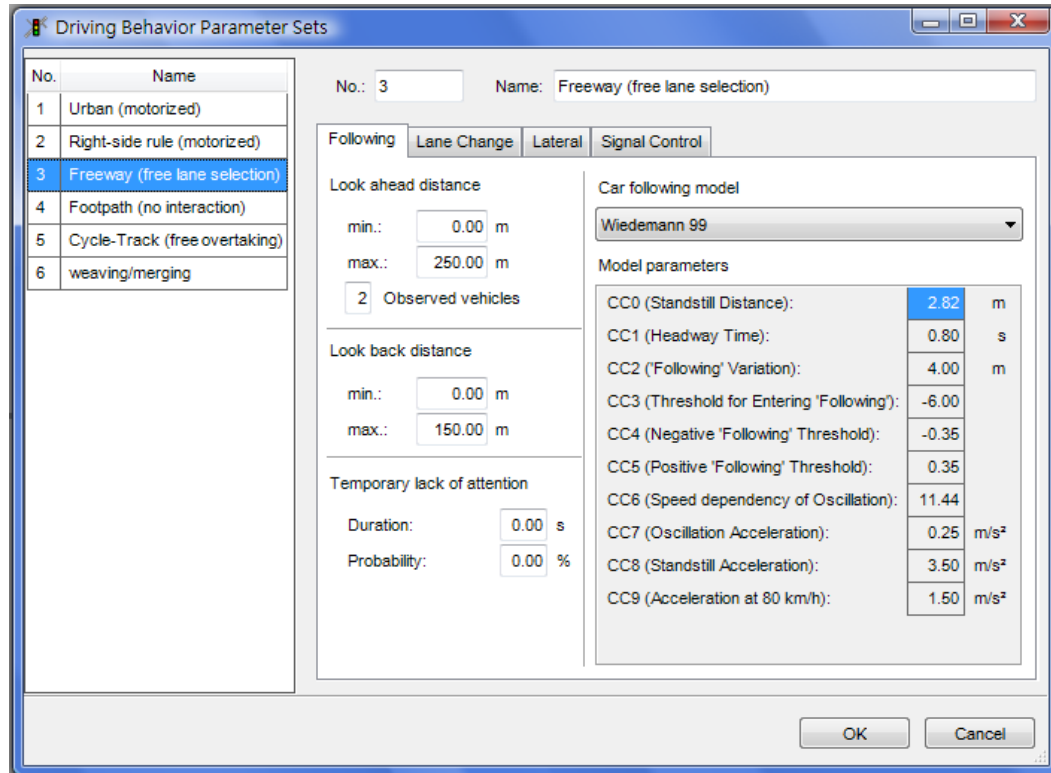 Driving Behavior Parameter Sets
No. Name
1 Urban (motorized)
2 Right-side rule (motorized)
3 Freeway (free lane selection)
4 Footpath (no interaction)
5 Cycle-Track (free overtaking)
6 weaving/merging
No.: 3 Name: Freeway (free lane selection)
Following Lane Change Lateral Signal Control
Look ahead distance
min.: 0.00 m
max.: 250.00 m
2 Observed vehicles
Look back distance
min.: 0.00 m
max.: 150.00 m
Temporary lack of attention
Duration: 0.00 s
Probability: 0.00 %
Car following model
Wiedemann 99
Model parameters
CC0 (Standstill Distance): 2.82 m
CC1 (Headway Time): 0.80 s
CC2 ('Following' Variation): 4.00 m
CC3 (Threshold for Entering 'Following'): -6.00
CC4 (Negative 'Following' Threshold): -0.35
CC5 (Positive 'Following' Threshold): 0.35
CC6 (Speed dependency of Oscillation): 11.44
CC7 (Oscillation Acceleration): 0.25 m/s²
CC8 (Standstill Acceleration): 3.50 m/s²
CC9 (Acceleration at 80 km/h): 1.50 m/s²
OK Cancel